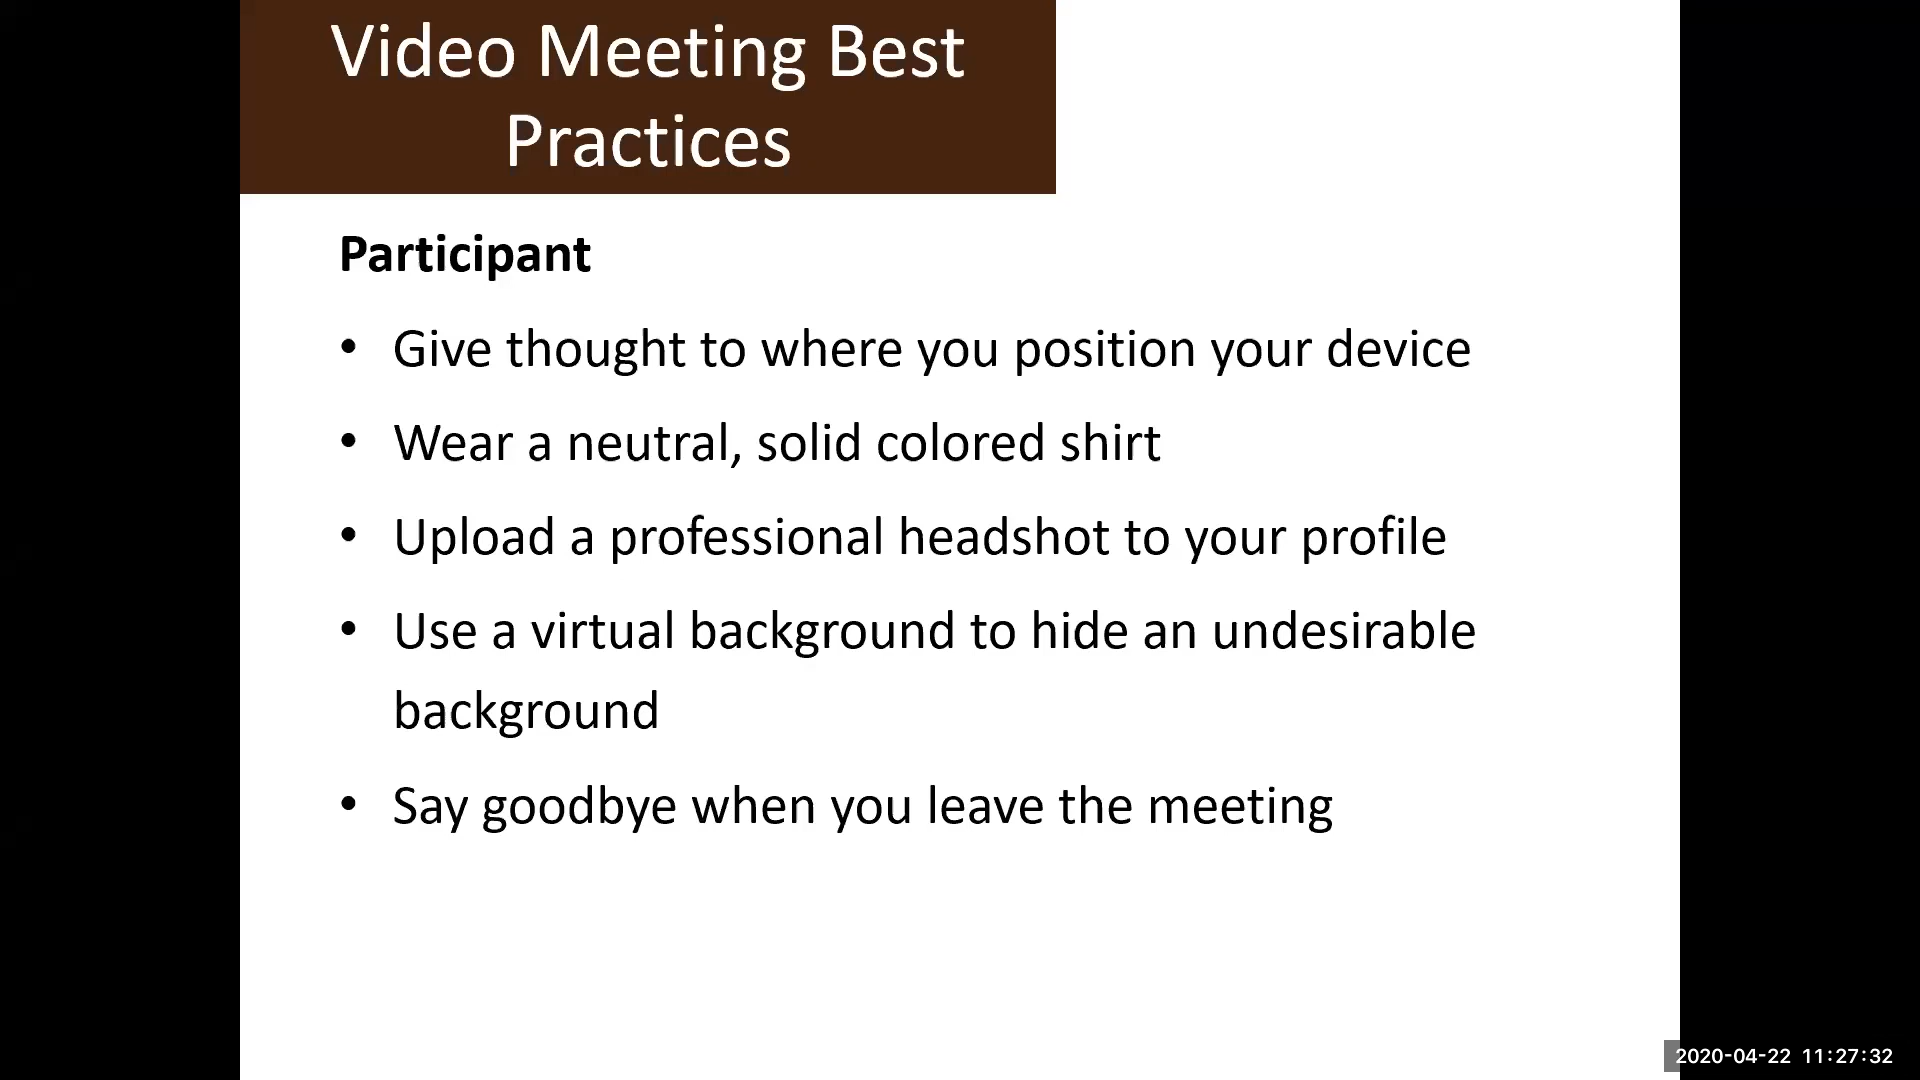 Video Meeting Best
Practices
Participant
• Give thought to where you position your device
• Wear a neutral, solid colored shirt
• Upload a professional headshot to your profile
• Use a virtual background to hide an undesirable
background
• Say goodbye when you leave the meeting
2020-04-22 11:27:32